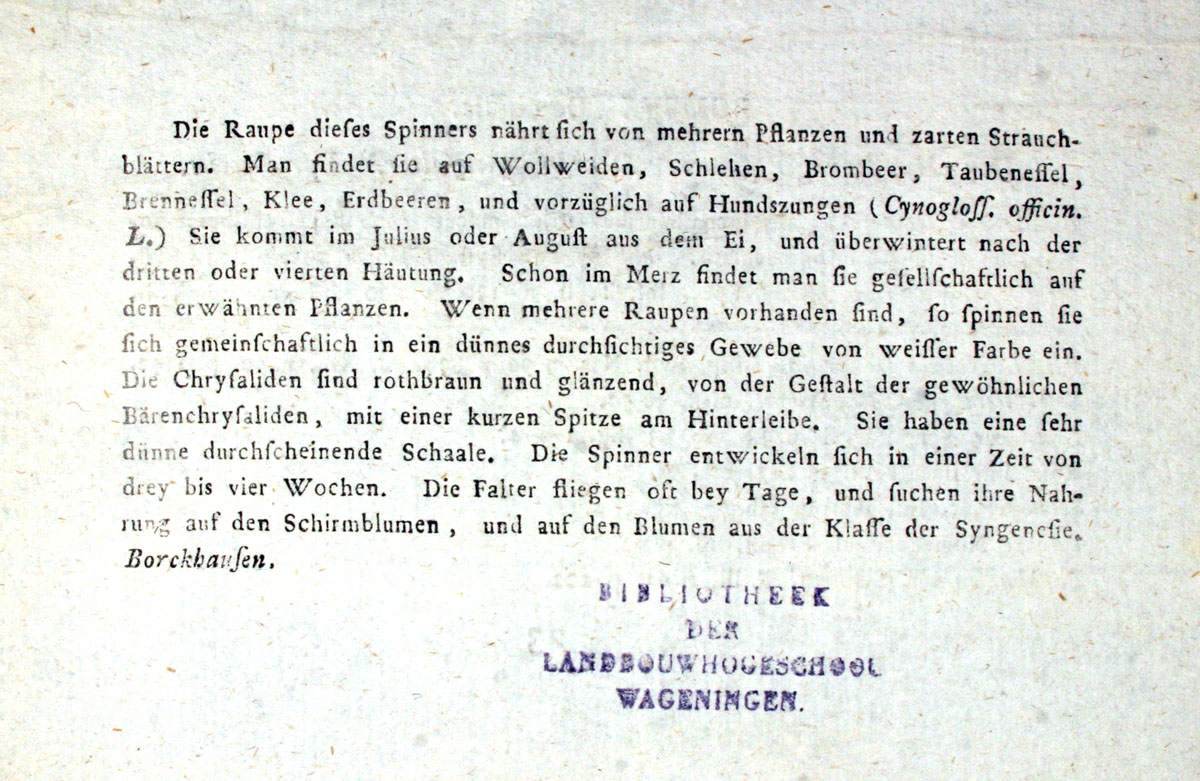 Die Raupe dieſes Spinners nährt ſich von mehrern Pflanzen und zarten Strauch-
blättern. Man findet ſie auf Wollweiden, Schlehen, Brombeer, Taubeneſſel,
Brenneſſel, Klee, Erdbeeren, und vorzüglich auf Hundszungen (Cynogloſſ. officin.
L.) Sie kommt im Julius oder Auguſt aus dem Ei, und überwintert nach der
dritten oder vierten Häutung. Schon im Merz findet man ſie geſellſchaftlich auf
den erwähnten Pflanzen. Wenn mehrere Raupen vorhanden ſind, ſo ſpinnen ſie
ſich gemeinſchaftlich in ein dünnes durchſichtiges Gewebe von weiſſer Farbe ein.
Die Chryſaliden ſind rothbraun und glänzend, von der Geſtalt der gewöhnlichen
Bärenchryſaliden, mit einer kurzen Spitze am Hinterleibe. Sie haben eine ſehr
dünne durchſcheinende Schaale. Die Spinner entwickeln ſich in einer Zeit von
drey bis vier Wochen. Die Falter fliegen oft bey Tage, und ſuchen ihre Nah-
rung auf den Schirmblumen, und auf den Blumen aus der Klaſſe der Syngeneſie.
Borckhauſen.
BIBLIOTHEEK
DER
LANDBOUWHOGESCHOOL
WAGENINGEN.